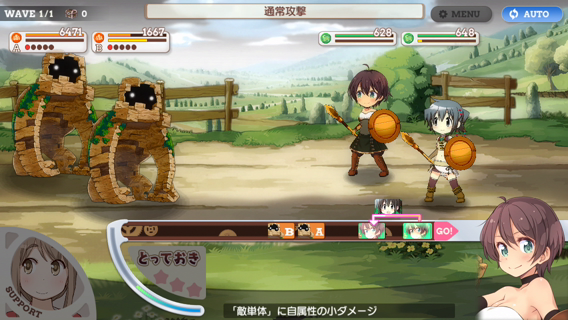 WAVE 1/1
0
通常攻撃
MENU
AUTO
6471
A
1667
B
628
648
B
A
GO!
とっておき
SUPPORT
「敵単体」に自属性の小ダメージ